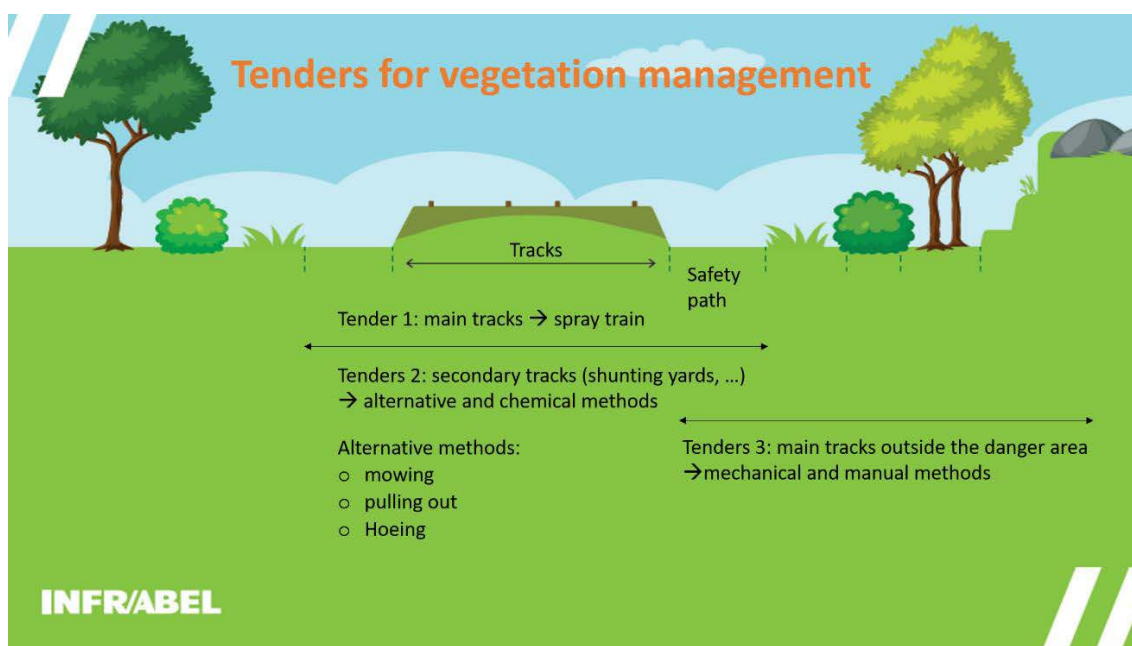 Tenders for vegetation management
Tracks
Safety
path
Tender 1: main tracks → spray train
Tenders 2: secondary tracks (shunting yards, ...)
→ alternative and chemical methods
Alternative methods:
o mowing
o pulling out
o Hoeing
Tenders 3: main tracks outside the danger area
→mechanical and manual methods
INFR/ABEL